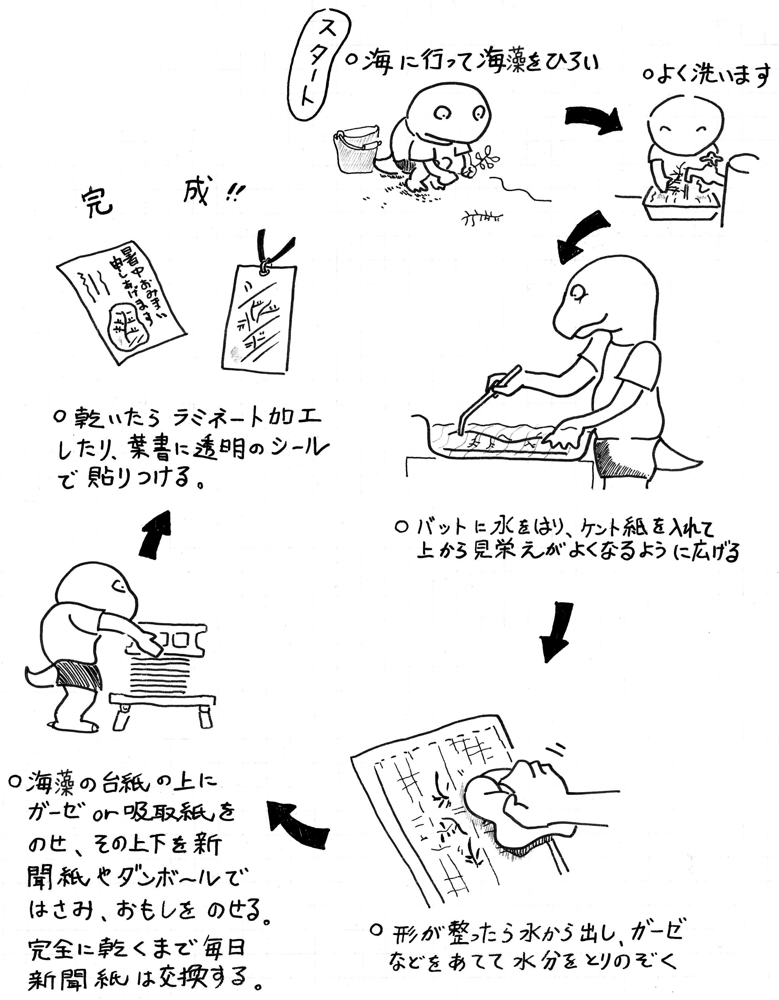 スタート
○海に行って海藻をひろい
○よく洗います
○バットに水をはり、ケント紙を入れて
上から見栄えがよくなるように広げる
○形が整ったら水から出し、ガーゼ
などをあてて水分をとりのぞく
○海藻の台紙の上に
ガーゼor吸取紙を
のせ、その上下を新
聞紙やダンボールで
はさみ、おもしをのせる。
完全に乾くまで毎日
新聞紙は交換する。
○乾いたらラミネート加工
したり、葉書に透明のシール
で貼りつける。
完成!!
暑中おみまい
申しあげます